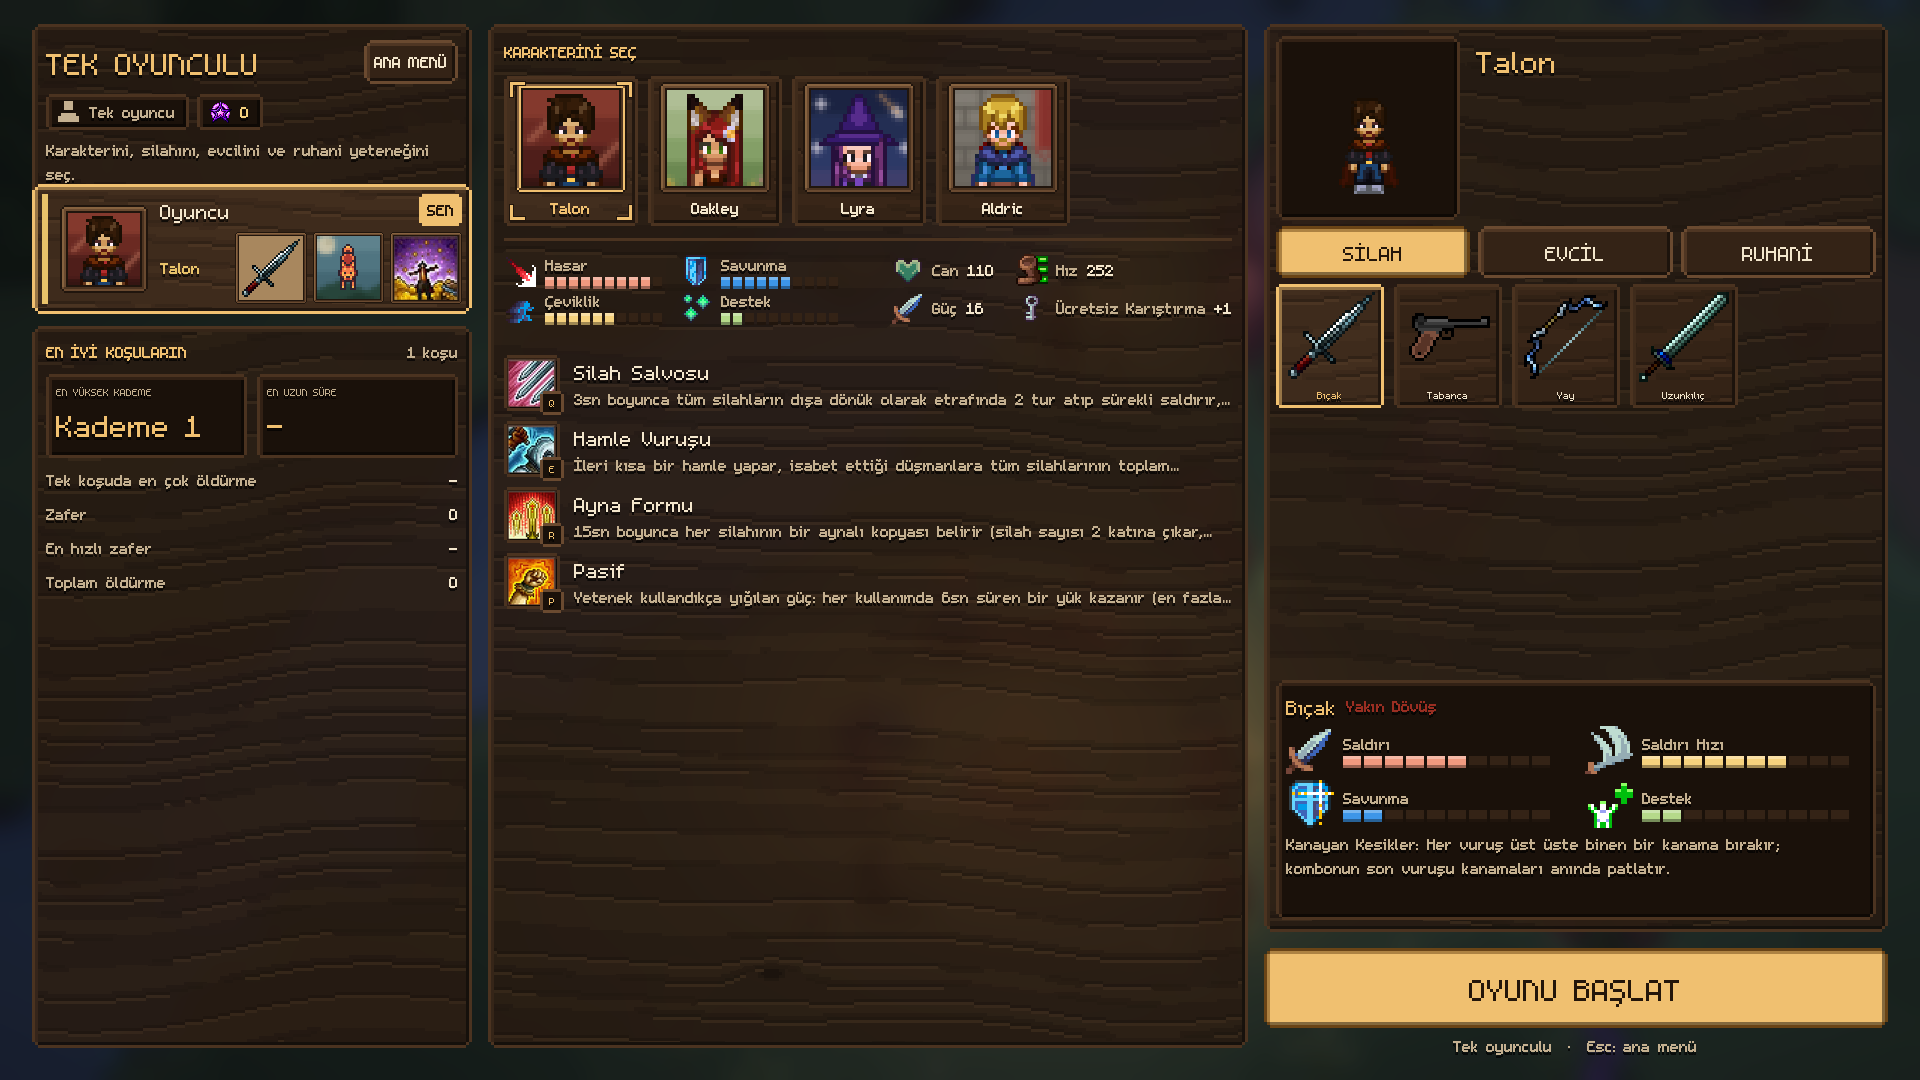 TEK OYUNCULU
ANA MENÜ
Tek oyuncu
0
Karakterini, silahını, evcilini ve ruhani yeteneğini
seç.
Oyuncu
SEN
Talon
EN İYİ KOŞULARIN
1 koşu
EN YÜKSEK KADEME
Kademe 1
EN UZUN SÜRE
–
Tek koşuda en çok öldürme –
Zafer 0
En hızlı zafer –
Toplam öldürme 0
KARAKTERİNİ SEÇ
Talon
Oakley
Lyra
Aldric
Hasar
Savunma
Can 110
Hız 252
Çeviklik
Destek
Güç 16
Ücretsiz Karıştırma +1
Silah Salvosu
Q
3sn boyunca tüm silahların dışa dönük olarak etrafında 2 tur atıp sürekli saldırır,...
Hamle Vuruşu
E
İleri kısa bir hamle yapar, isabet ettiği düşmanlara tüm silahlarının toplam...
Ayna Formu
R
15sn boyunca her silahının bir aynalı kopyası belirir (silah sayısı 2 katına çıkar,...
Pasif
P
Yetenek kullandıkça yığılan güç: her kullanımda 6sn süren bir yük kazanır (en fazla...
Talon
SİLAH
EVCİL
RUHANİ
Bıçak
Tabanca
Yay
Uzunkılıç
Bıçak Yakın Dövüş
Saldırı
Saldırı Hızı
Savunma
Destek
Kanayan Kesikler: Her vuruş üst üste binen bir kanama bırakır;
kombonun son vuruşu kanamaları anında patlatır.
OYUNU BAŞLAT
Tek oyunculu · Esc: ana menü